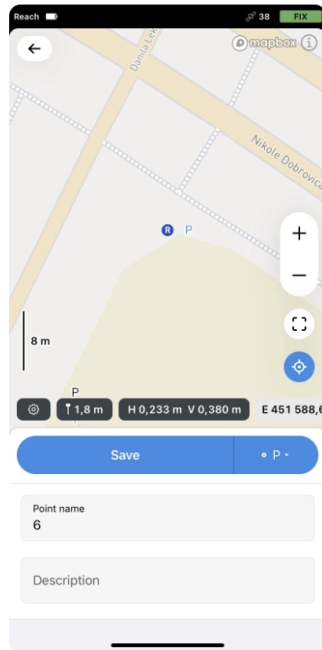 Reach
38 FIX
mapbox
Danila Lek
Nikole Dobrovića
R P
8 m
P
1,8 m H 0,233 m V 0,380 m E 451 588,6
Save P
Point name
6
Description